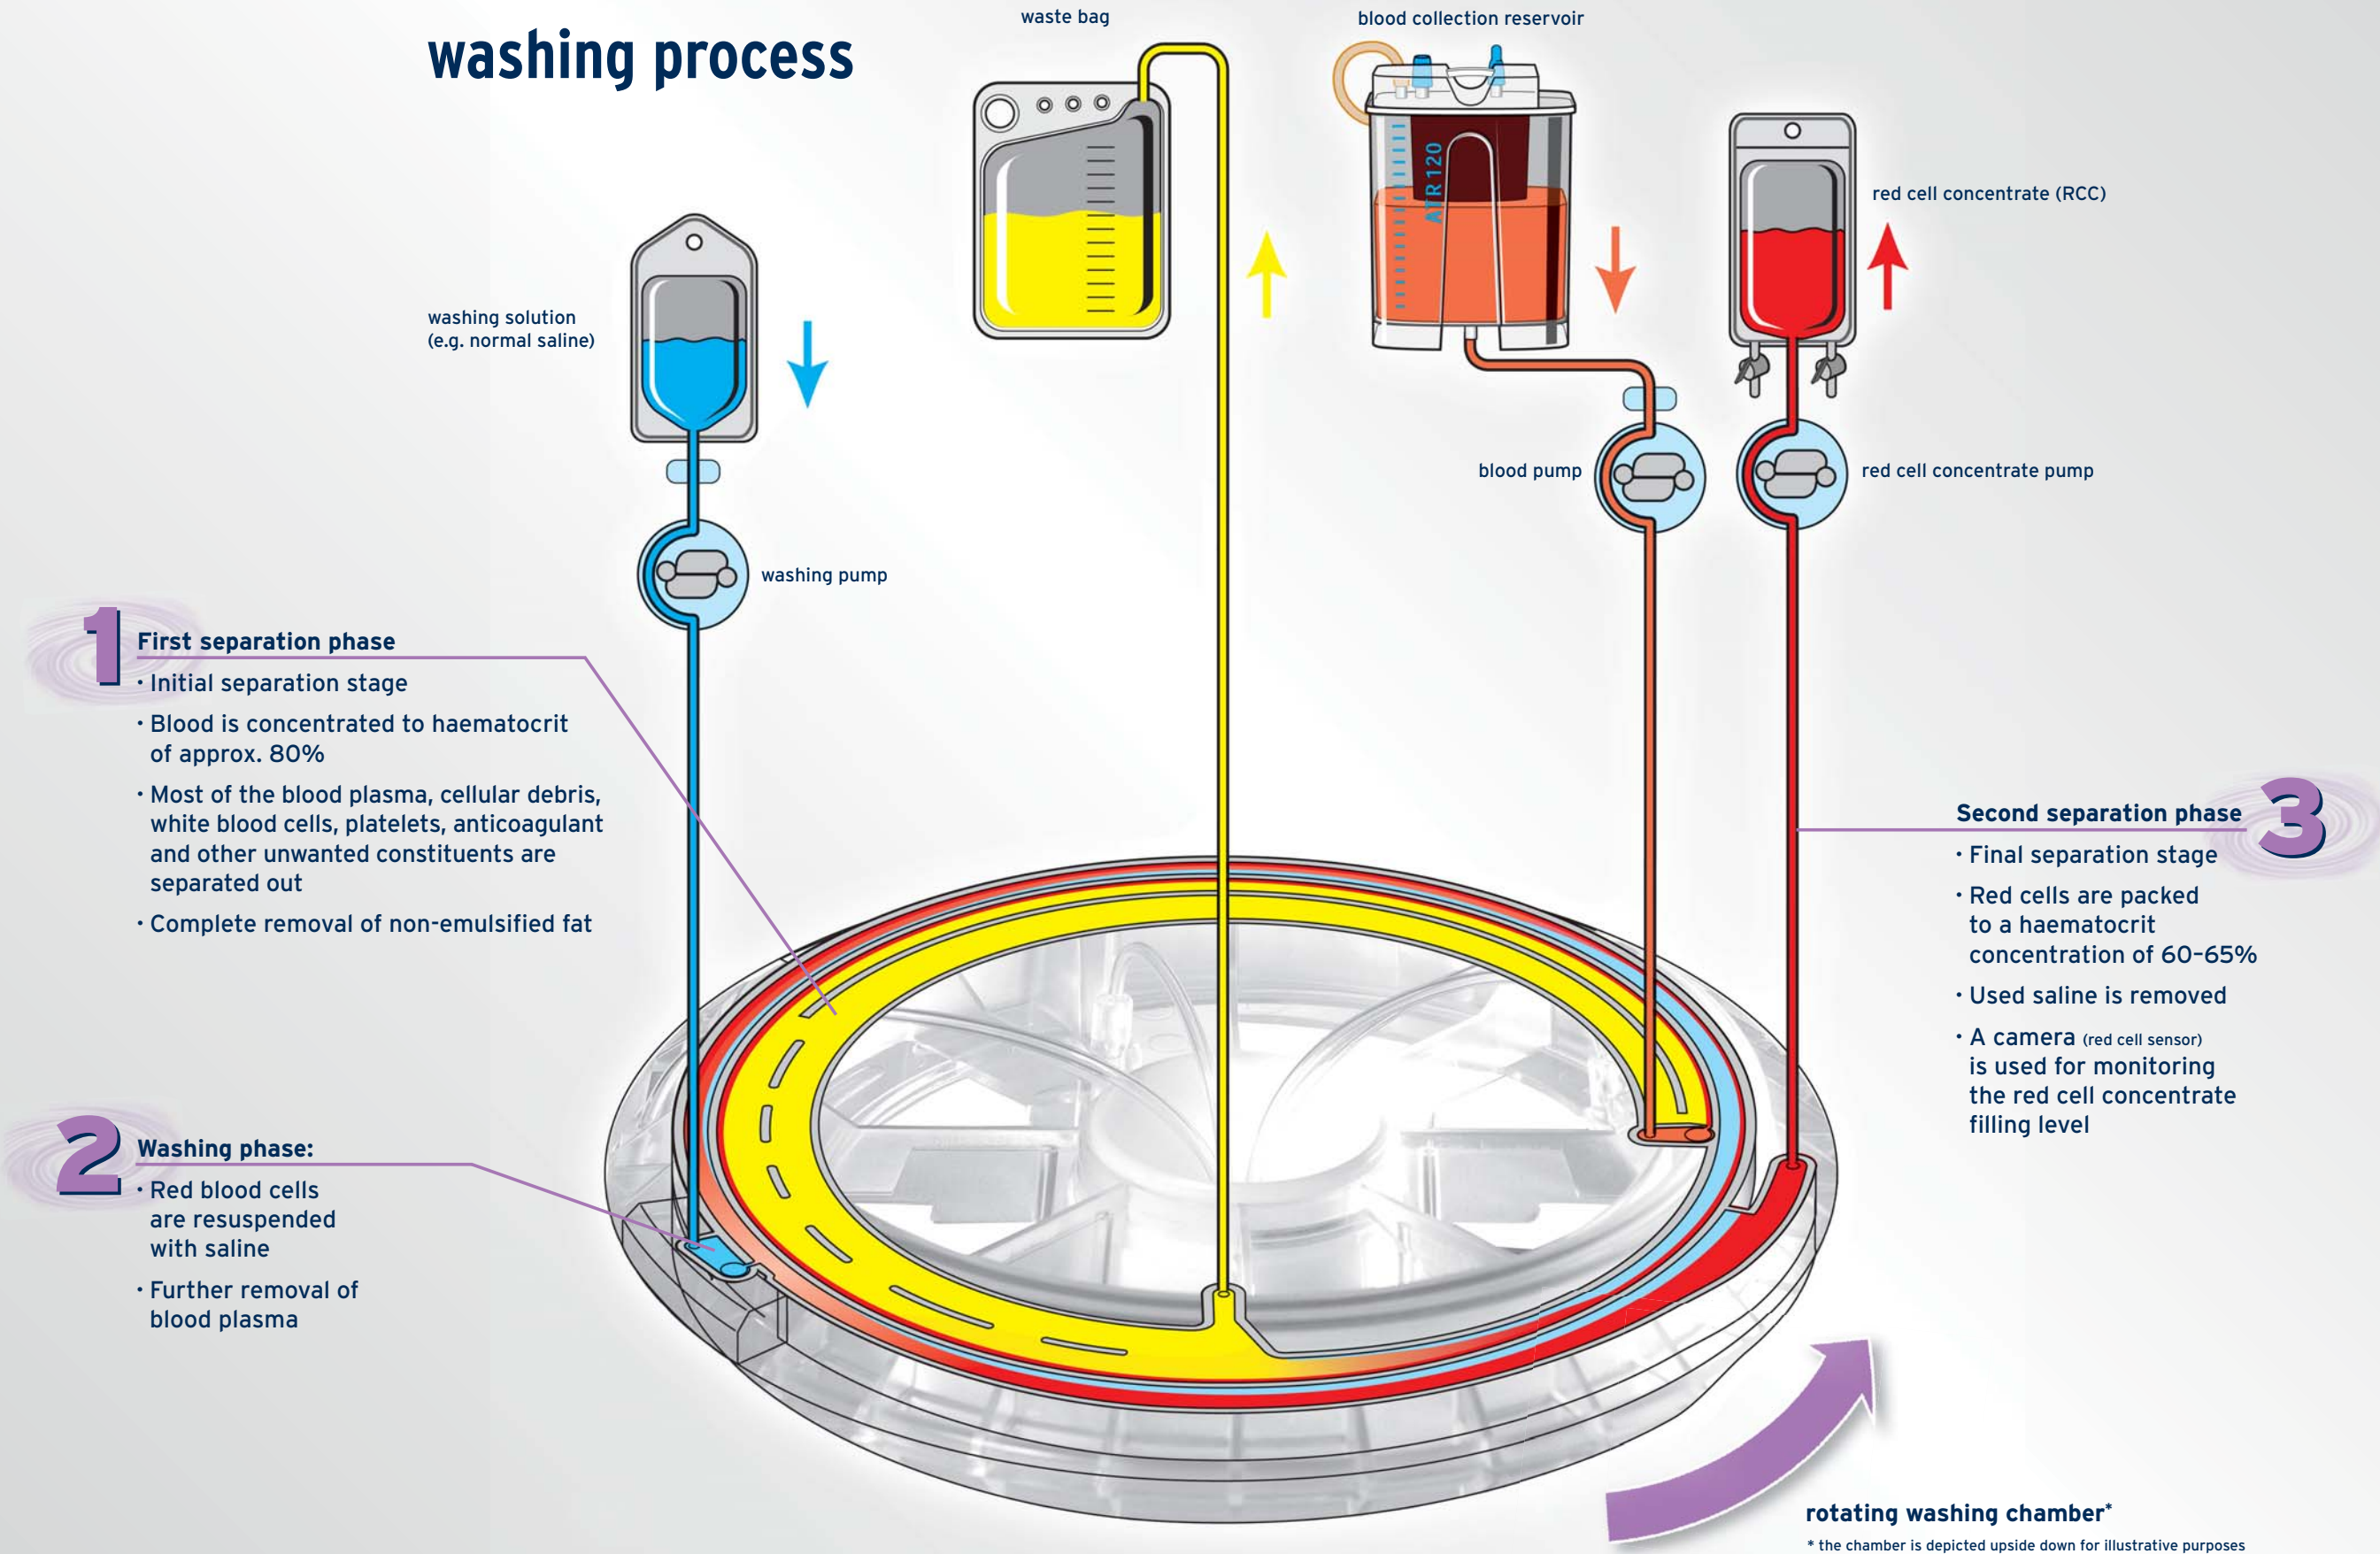 washing process
waste bag
blood collection reservoir
ATR120
red cell concentrate (RCC)
washing solution
(e.g. normal saline)
blood pump
red cell concentrate pump
washing pump
1
First separation phase
· Initial separation stage
· Blood is concentrated to haematocrit
of approx. 80%
· Most of the blood plasma, cellular debris,
white blood cells, platelets, anticoagulant
and other unwanted constituents are
separated out
· Complete removal of non-emulsified fat
2
Washing phase:
· Red blood cells
are resuspended
with saline
· Further removal of
blood plasma
3
Second separation phase
· Final separation stage
· Red cells are packed
to a haematocrit
concentration of 60–65%
· Used saline is removed
· A camera (red cell sensor)
is used for monitoring
the red cell concentrate
filling level
rotating washing chamber*
* the chamber is depicted upside down for illustrative purposes